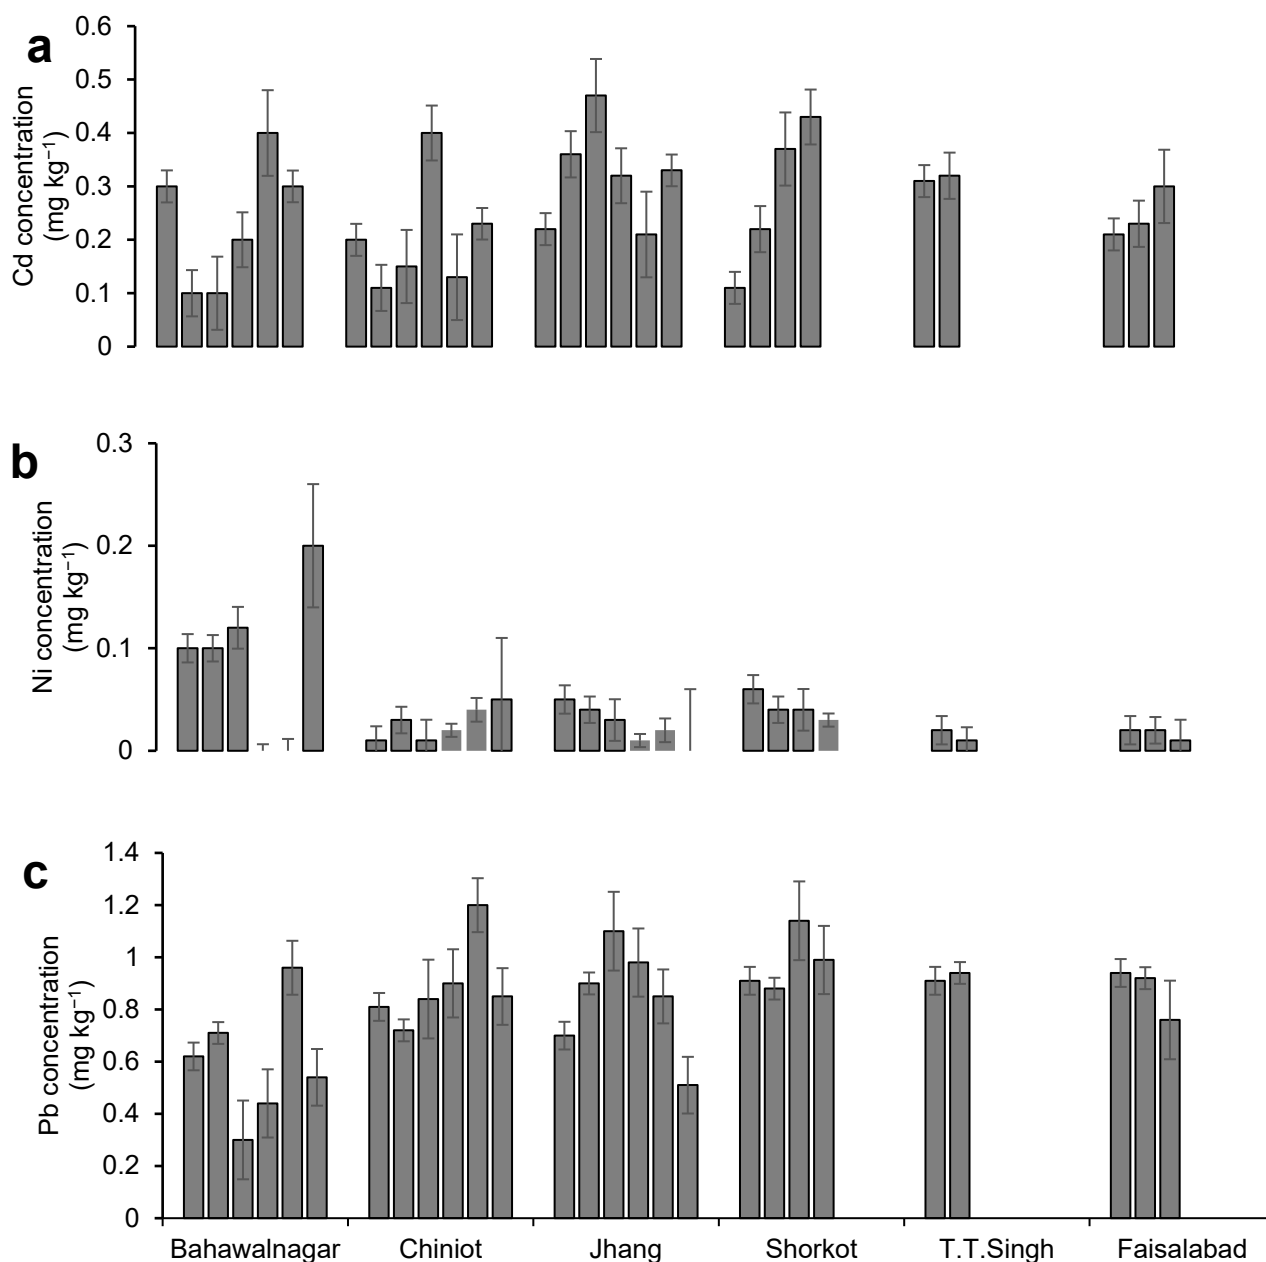 a
Cd concentration
(mg kg⁻¹)
0.6
0.5
0.4
0.3
0.2
0.1
0
b
Ni concentration
(mg kg⁻¹)
0.3
0.2
0.1
0
c
Pb concentration
(mg kg⁻¹)
1.4
1.2
1
0.8
0.6
0.4
0.2
0
Bahawalnagar Chiniot Jhang Shorkot T.T.Singh Faisalabad